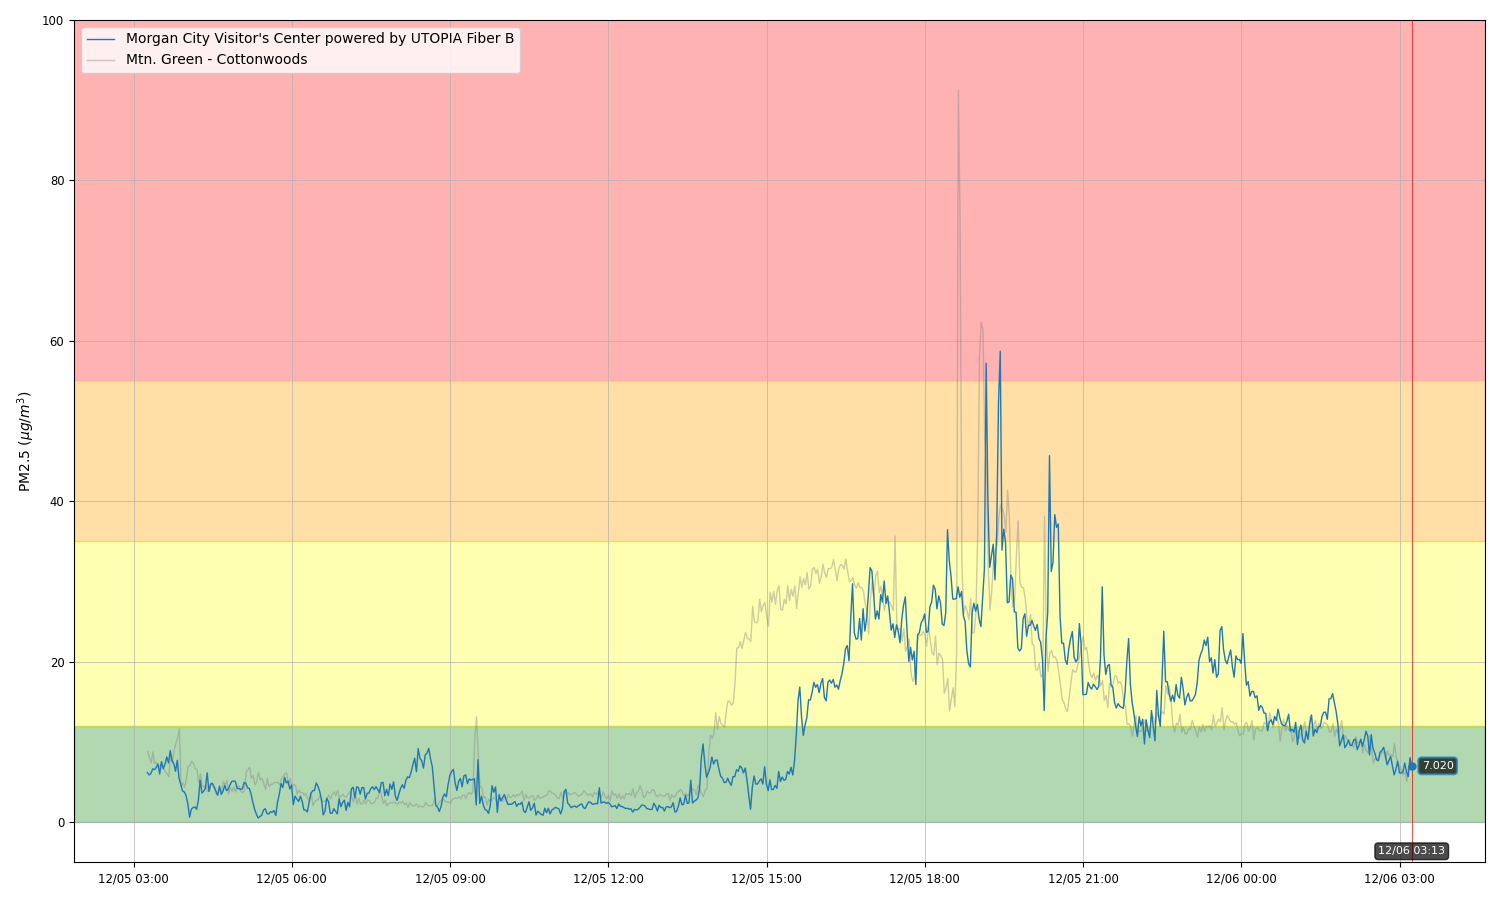 100
Morgan City Visitor's Center powered by UTOPIA Fiber B
Mtn. Green - Cottonwoods
80
60
PM2.5 (μg/m³)
40
20
7.020
0
12/06 03:13
12/05 03:00 12/05 06:00 12/05 09:00 12/05 12:00 12/05 15:00 12/05 18:00 12/05 21:00 12/06 00:00 12/06 03:00